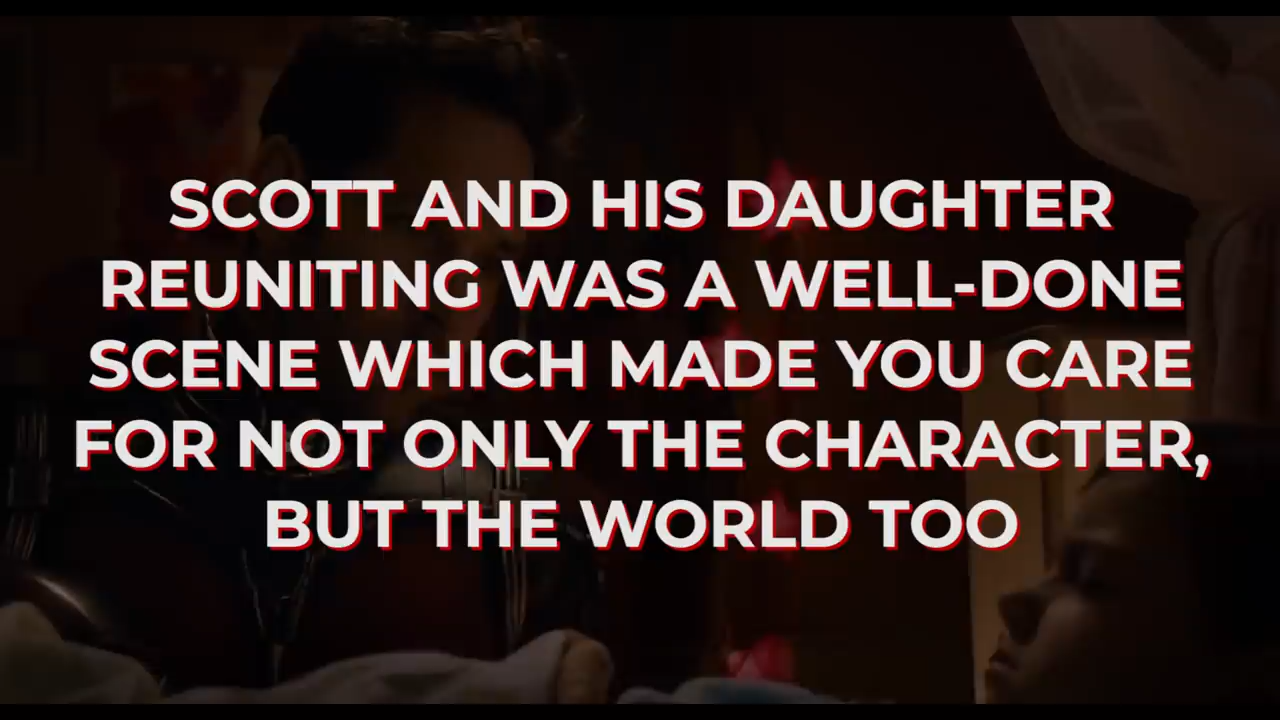 SCOTT AND HIS DAUGHTER
REUNITING WAS A WELL-DONE
SCENE WHICH MADE YOU CARE
FOR NOT ONLY THE CHARACTER,
BUT THE WORLD TOO